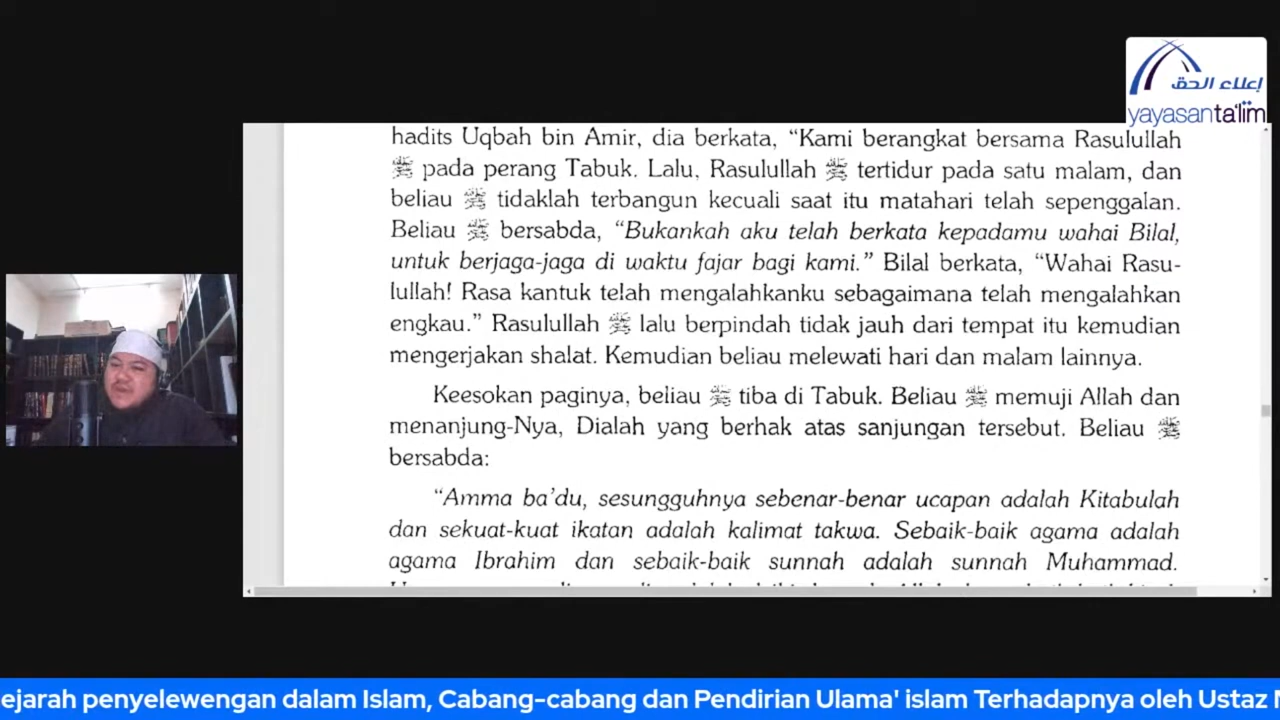 إعلاء الحق
yayasanta'lim
hadits Uqbah bin Amir, dia berkata, “Kami berangkat bersama Rasulullah
ﷺ pada perang Tabuk. Lalu, Rasulullah ﷺ tertidur pada satu malam, dan
beliau ﷺ tidaklah terbangun kecuali saat itu matahari telah sepenggalan.
Beliau ﷺ bersabda, “Bukankah aku telah berkata kepadamu wahai Bilal,
untuk berjaga-jaga di waktu fajar bagi kami.” Bilal berkata, “Wahai Rasu-
lullah! Rasa kantuk telah mengalahkanku sebagaimana telah mengalahkan
engkau.” Rasulullah ﷺ lalu berpindah tidak jauh dari tempat itu kemudian
mengerjakan shalat. Kemudian beliau melewati hari dan malam lainnya.
Keesokan paginya, beliau ﷺ tiba di Tabuk. Beliau ﷺ memuji Allah dan
menanjung-Nya, Dialah yang berhak atas sanjungan tersebut. Beliau ﷺ
bersabda:
“Amma ba’du, sesungguhnya sebenar-benar ucapan adalah Kitabulah
dan sekuat-kuat ikatan adalah kalimat takwa. Sebaik-baik agama adalah
agama Ibrahim dan sebaik-baik sunnah adalah sunnah Muhammad.
ejarah penyelewengan dalam Islam, Cabang-cabang dan Pendirian Ulama' islam Terhadapnya oleh Ustaz